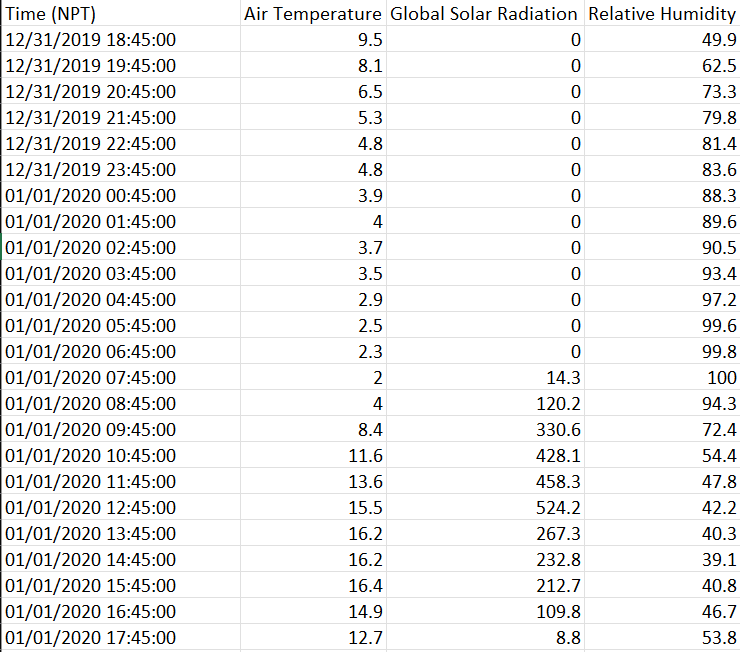 Time (NPT) Air Temperature Global Solar Radiation Relative Humidity
12/31/2019 18:45:00 9.5 0 49.9
12/31/2019 19:45:00 8.1 0 62.5
12/31/2019 20:45:00 6.5 0 73.3
12/31/2019 21:45:00 5.3 0 79.8
12/31/2019 22:45:00 4.8 0 81.4
12/31/2019 23:45:00 4.8 0 83.6
01/01/2020 00:45:00 3.9 0 88.3
01/01/2020 01:45:00 4 0 89.6
01/01/2020 02:45:00 3.7 0 90.5
01/01/2020 03:45:00 3.5 0 93.4
01/01/2020 04:45:00 2.9 0 97.2
01/01/2020 05:45:00 2.5 0 99.6
01/01/2020 06:45:00 2.3 0 99.8
01/01/2020 07:45:00 2 14.3 100
01/01/2020 08:45:00 4 120.2 94.3
01/01/2020 09:45:00 8.4 330.6 72.4
01/01/2020 10:45:00 11.6 428.1 54.4
01/01/2020 11:45:00 13.6 458.3 47.8
01/01/2020 12:45:00 15.5 524.2 42.2
01/01/2020 13:45:00 16.2 267.3 40.3
01/01/2020 14:45:00 16.2 232.8 39.1
01/01/2020 15:45:00 16.4 212.7 40.8
01/01/2020 16:45:00 14.9 109.8 46.7
01/01/2020 17:45:00 12.7 8.8 53.8